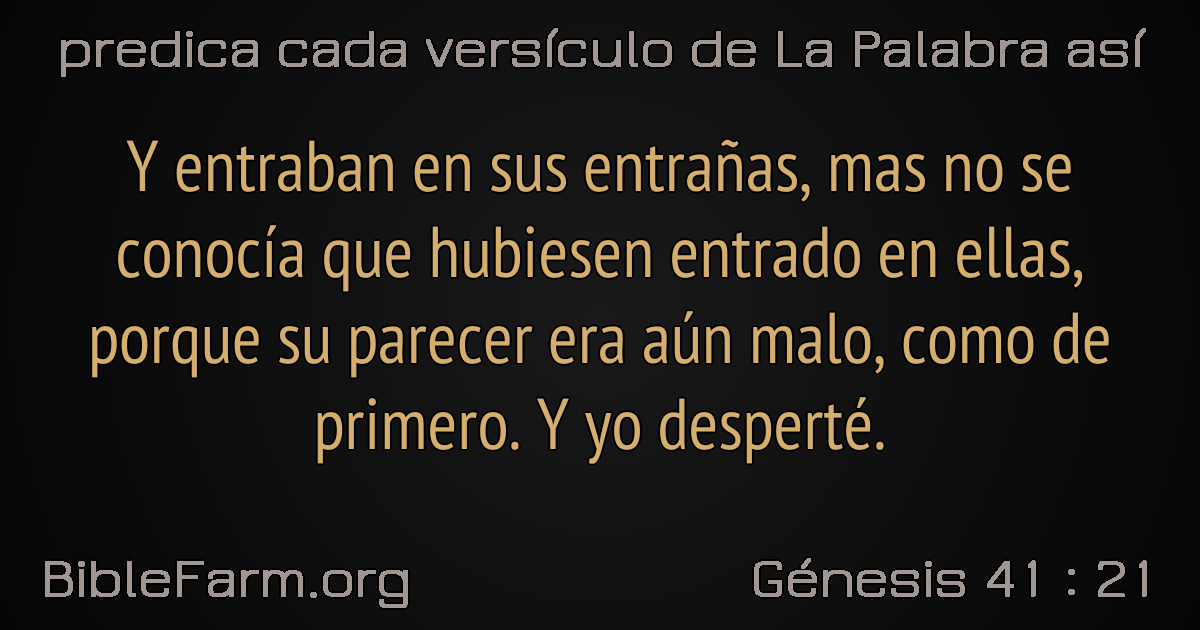 predica cada versículo de La Palabra así
Y entraban en sus entrañas, mas no se
conocía que hubiesen entrado en ellas,
porque su parecer era aún malo, como de
primero. Y yo desperté.
BibleFarm.org
Génesis 41 : 21